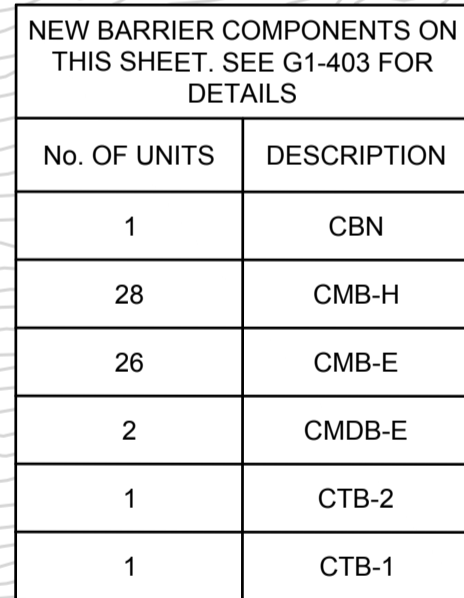 NEW BARRIER COMPONENTS ON
THIS SHEET. SEE G1-403 FOR
DETAILS
No. OF UNITS DESCRIPTION
1 CBN
28 CMB-H
26 CMB-E
2 CMDB-E
1 CTB-2
1 CTB-1